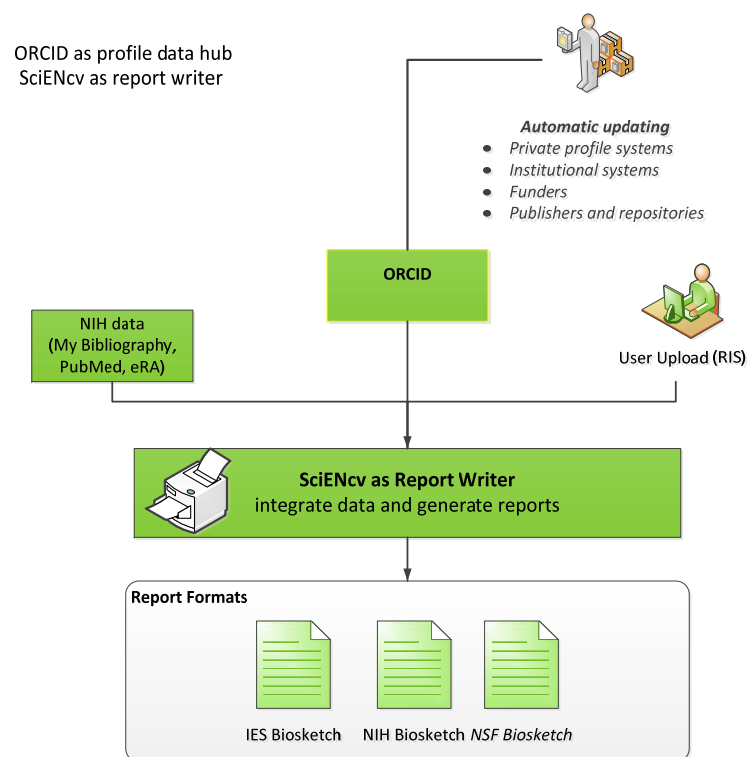 ORCID as profile data hub
SciENcv as report writer
Automatic updating
• Private profile systems
• Institutional systems
• Funders
• Publishers and repositories
ORCID
NIH data
(My Bibliography,
PubMed, eRA)
User Upload (RIS)
SciENcv as Report Writer
integrate data and generate reports
Report Formats
IES Biosketch
NIH Biosketch
NSF Biosketch